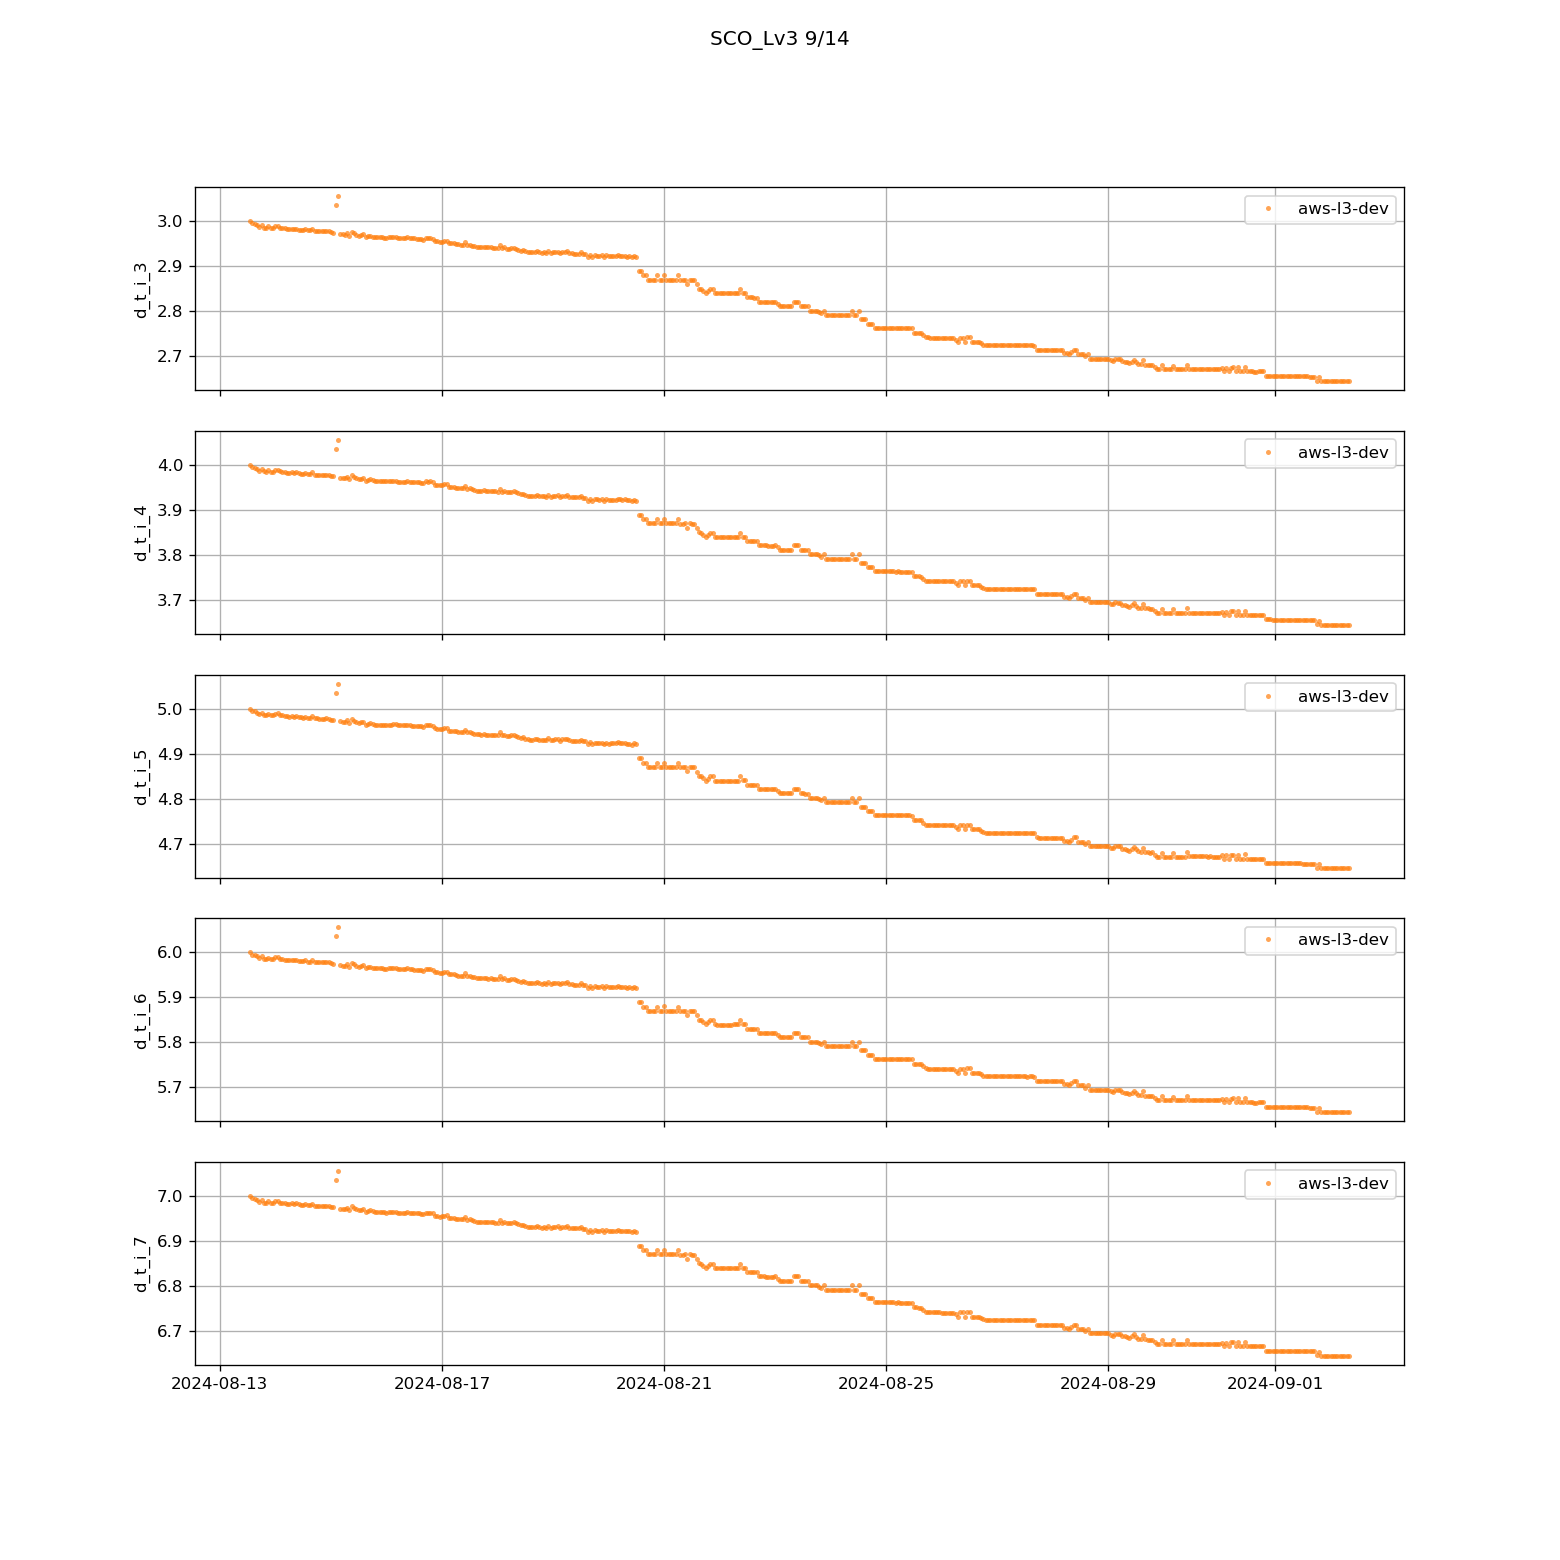 SCO_Lv3 9/14
3.0
2.9
2.8
2.7
d_t_i_3
aws-l3-dev
4.0
3.9
3.8
3.7
d_t_i_4
aws-l3-dev
5.0
4.9
4.8
4.7
d_t_i_5
aws-l3-dev
6.0
5.9
5.8
5.7
d_t_i_6
aws-l3-dev
7.0
6.9
6.8
6.7
d_t_i_7
aws-l3-dev
2024-08-13 2024-08-17 2024-08-21 2024-08-25 2024-08-29 2024-09-01